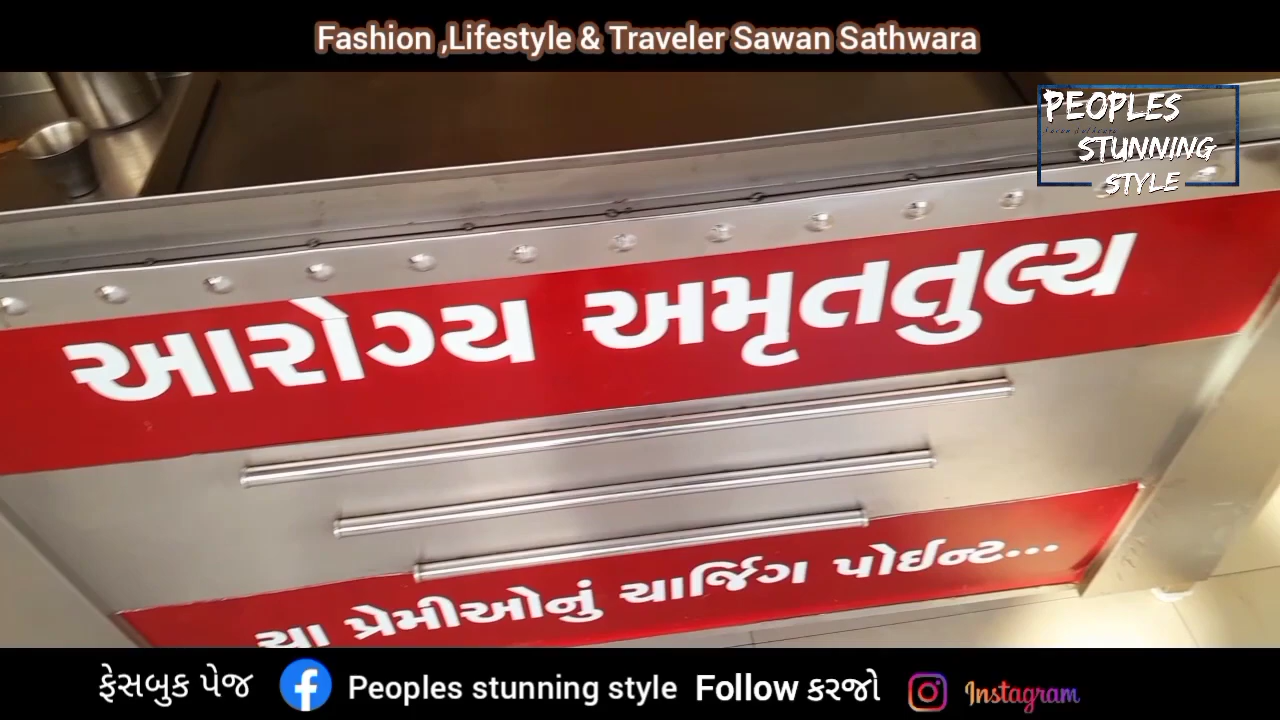 Fashion ,Lifestyle & Traveler Sawan Sathwara
PEOPLES
STUNNING
STYLE
આરોગ્ય અમૃતતુલ્ય
ચા પ્રેમીઓનું ચાર્જિગ પોઈન્ટ...
ફેસબુક પેજ Peoples stunning style Follow કરજો Instagram